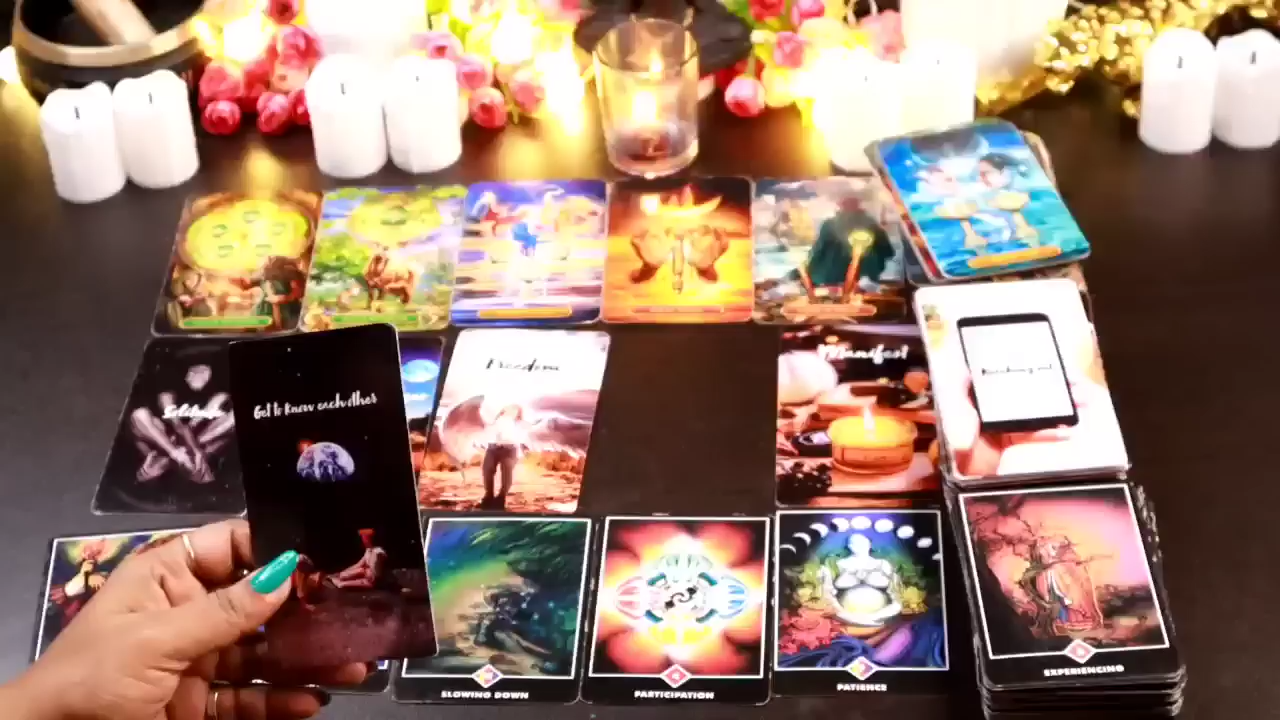 Solitude
Get to know each other
Freedom
Manifest
SLOWING DOWN
PARTICIPATION
PATIENCE
EXPERIENCING